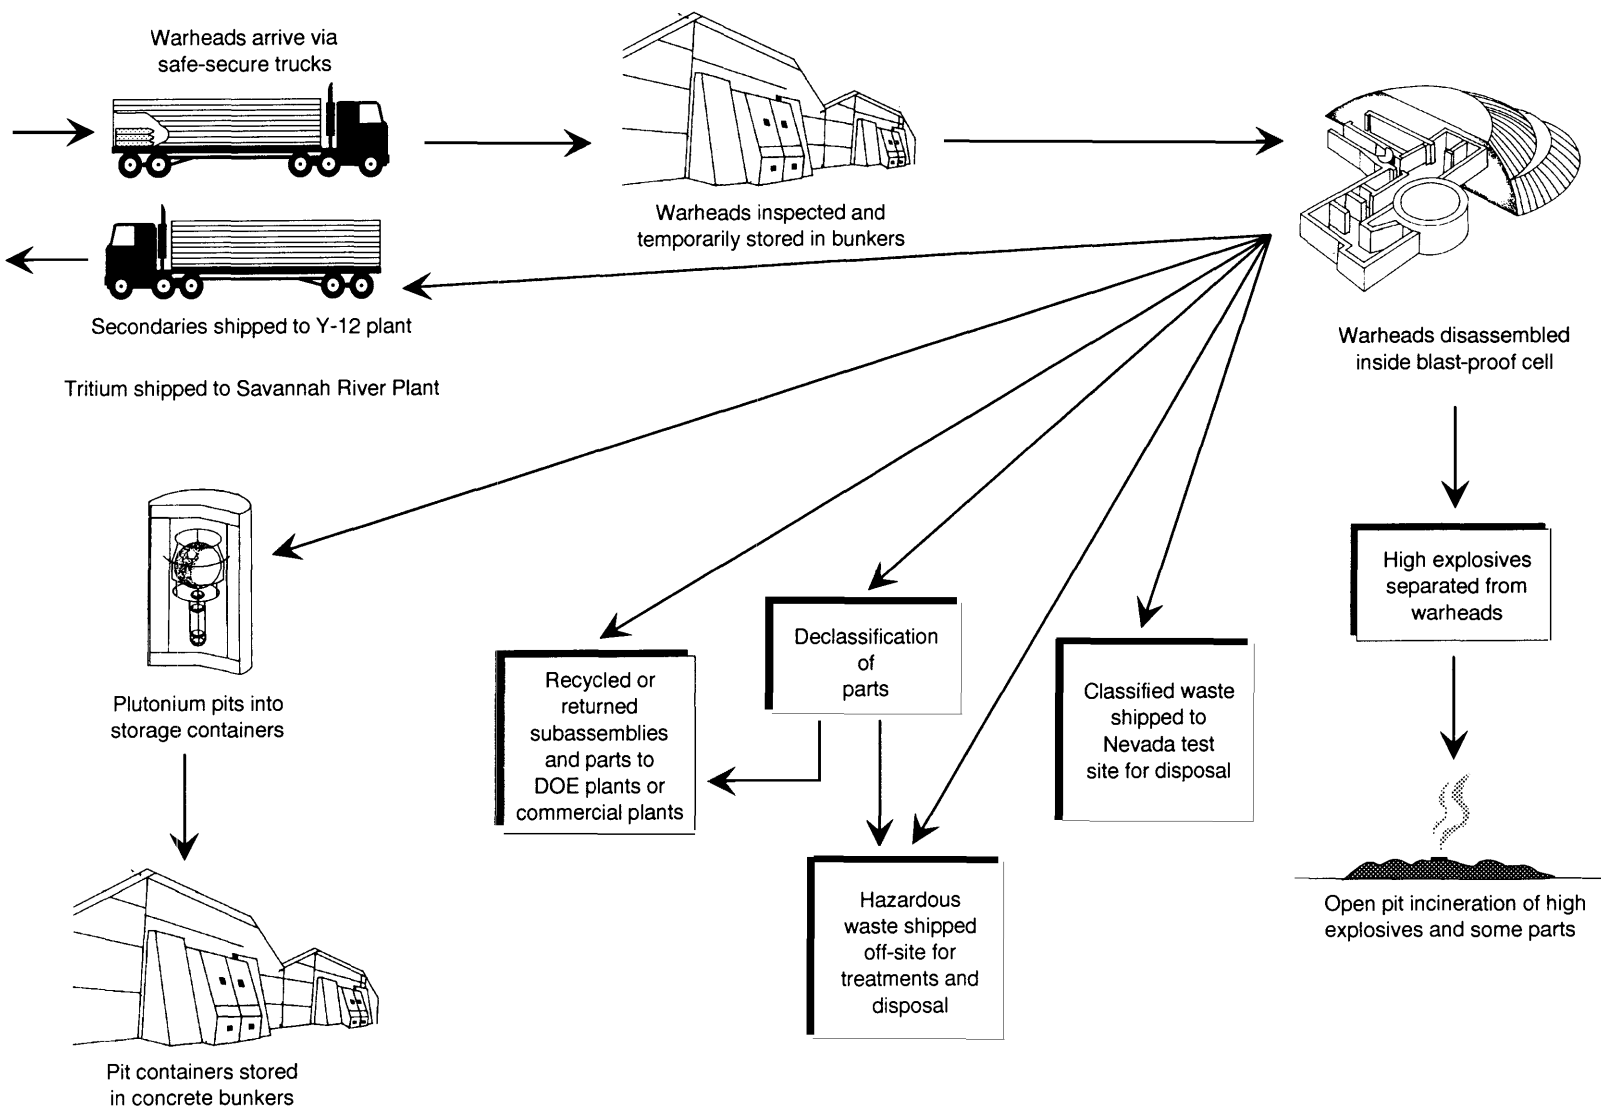 Warheads arrive via
safe-secure trucks
Warheads inspected and
temporarily stored in bunkers
Secondaries shipped to Y-12 plant
Tritium shipped to Savannah River Plant
Warheads disassembled
inside blast-proof cell
High explosives
separated from
warheads
Declassification
of
parts
Recycled or
returned
subassemblies
and parts to
DOE plants or
commercial plants
Classified waste
shipped to
Nevada test
site for disposal
Plutonium pits into
storage containers
Hazardous
waste shipped
off-site for
treatments and
disposal
Open pit incineration of high
explosives and some parts
Pit containers stored
in concrete bunkers